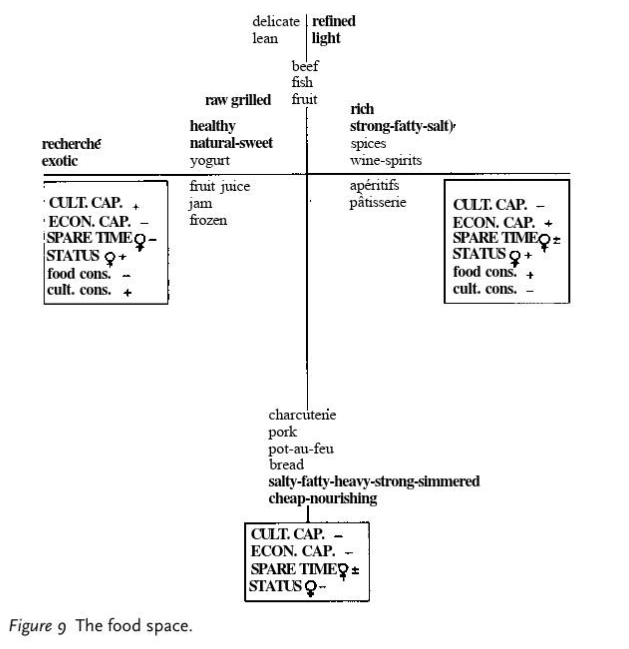 delicate refined
lean light
beef
fish
fruit
raw grilled
rich
healthy
strong-fatty-salt)
natural-sweet
spices
recherché
exotic
yogurt
wine-spirits
fruit juice
jam
frozen
apéritifs
pâtisserie
CULT. CAP. +
ECON. CAP. –
SPARE TIME♀–
STATUS ♀+
food cons. –
cult. cons. +
CULT. CAP. –
ECON. CAP. +
SPARE TIME♀±
STATUS ♀+
food cons. +
cult. cons. –
charcuterie
pork
pot-au-feu
bread
salty-fatty-heavy-strong-simmered
cheap-nourishing
CULT. CAP. –
ECON. CAP. –
SPARE TIME♀±
STATUS ♀–
Figure 9 The food space.